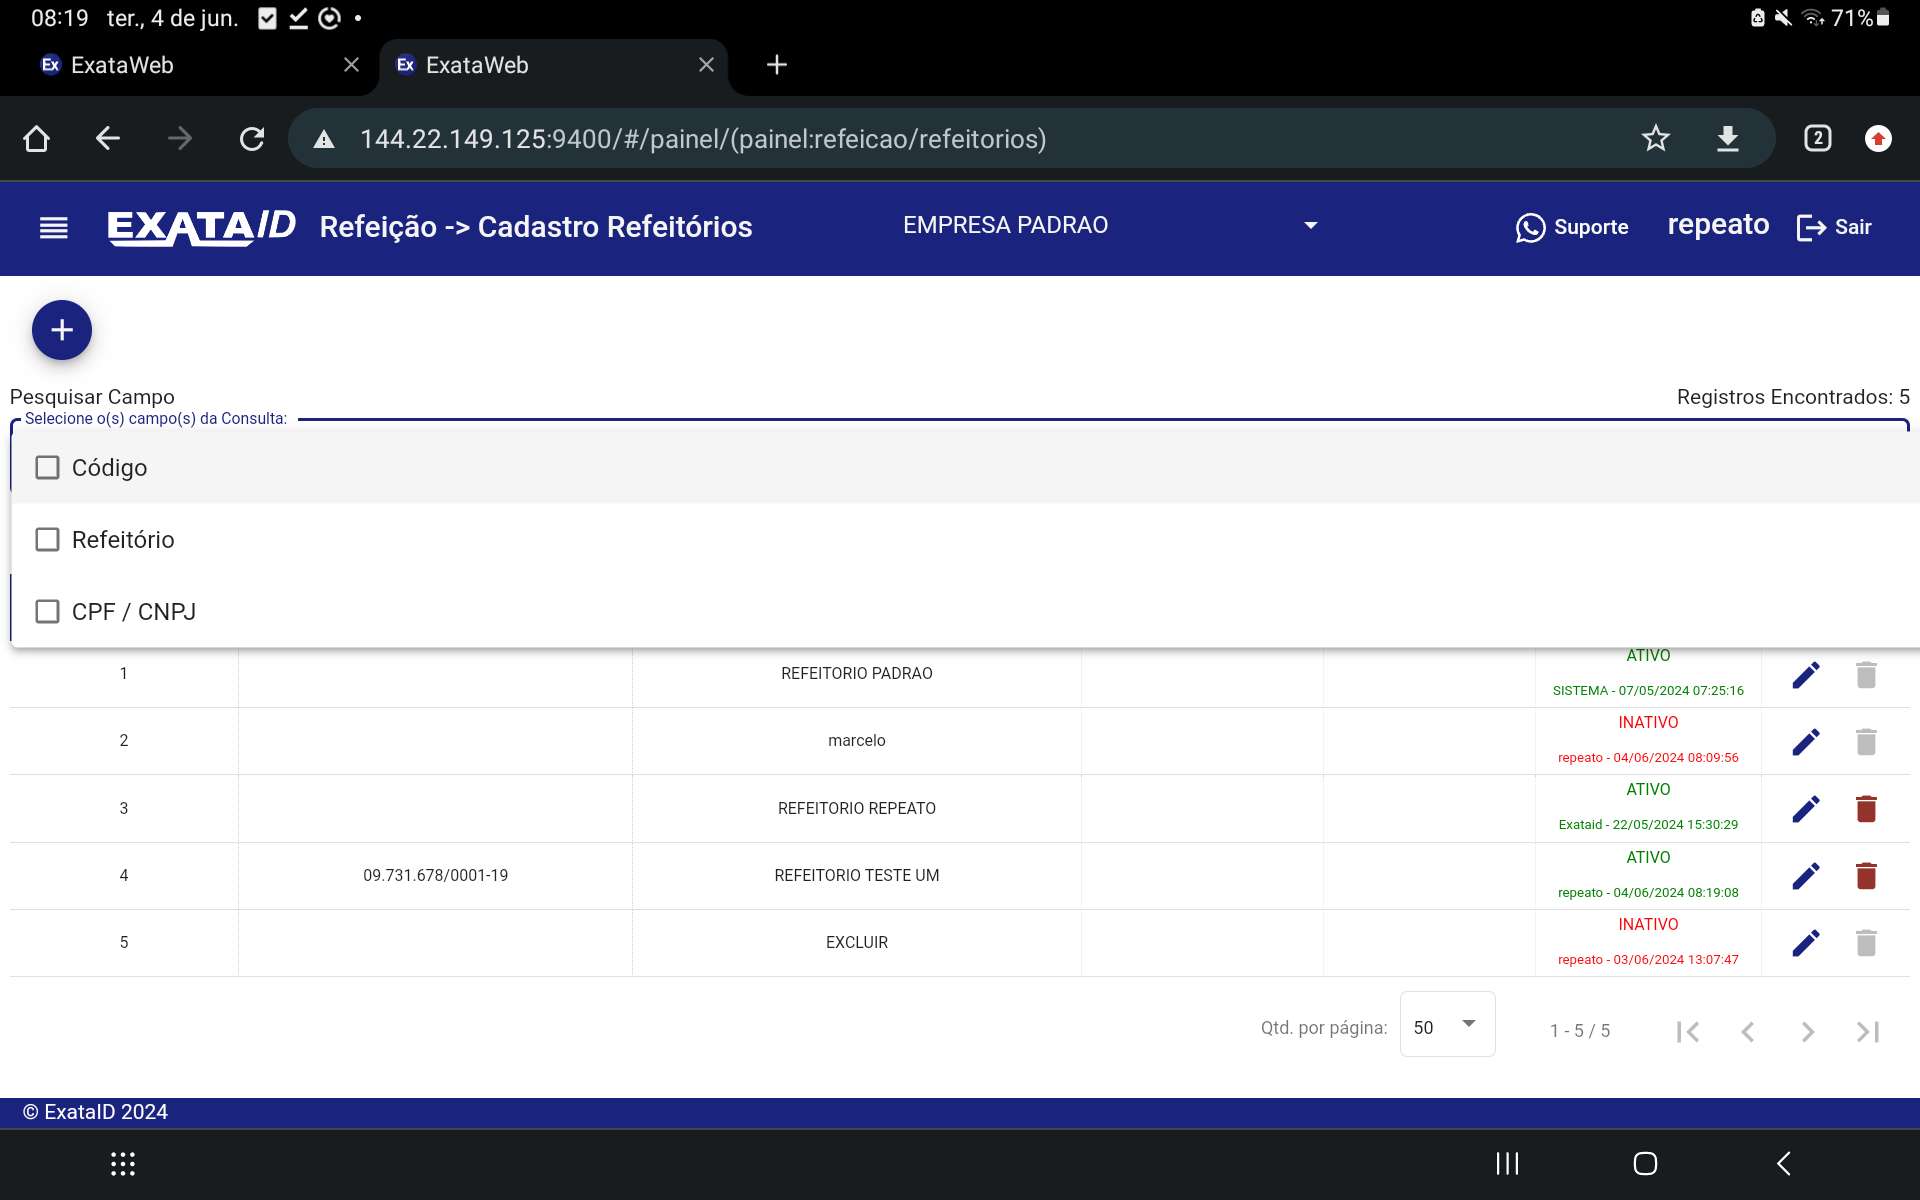 08:19 ter., 4 de jun. 71%
Ex ExataWeb Ex ExataWeb
144.22.149.125:9400/#/painel/(painel:refeicao/refeitorios) 2
EXATAID Refeição -> Cadastro Refeitórios EMPRESA PADRAO Suporte repeato Sair
Pesquisar Campo Registros Encontrados: 5
Selecione o(s) campo(s) da Consulta:
Código
Refeitório
CPF / CNPJ
1 REFEITORIO PADRAO ATIVO
SISTEMA - 07/05/2024 07:25:16
2 marcelo INATIVO
repeato - 04/06/2024 08:09:56
3 REFEITORIO REPEATO ATIVO
Exataid - 22/05/2024 15:30:29
4 09.731.678/0001-19 REFEITORIO TESTE UM ATIVO
repeato - 04/06/2024 08:19:08
5 EXCLUIR INATIVO
repeato - 03/06/2024 13:07:47
Qtd. por página: 50 1 - 5 / 5
© ExataID 2024